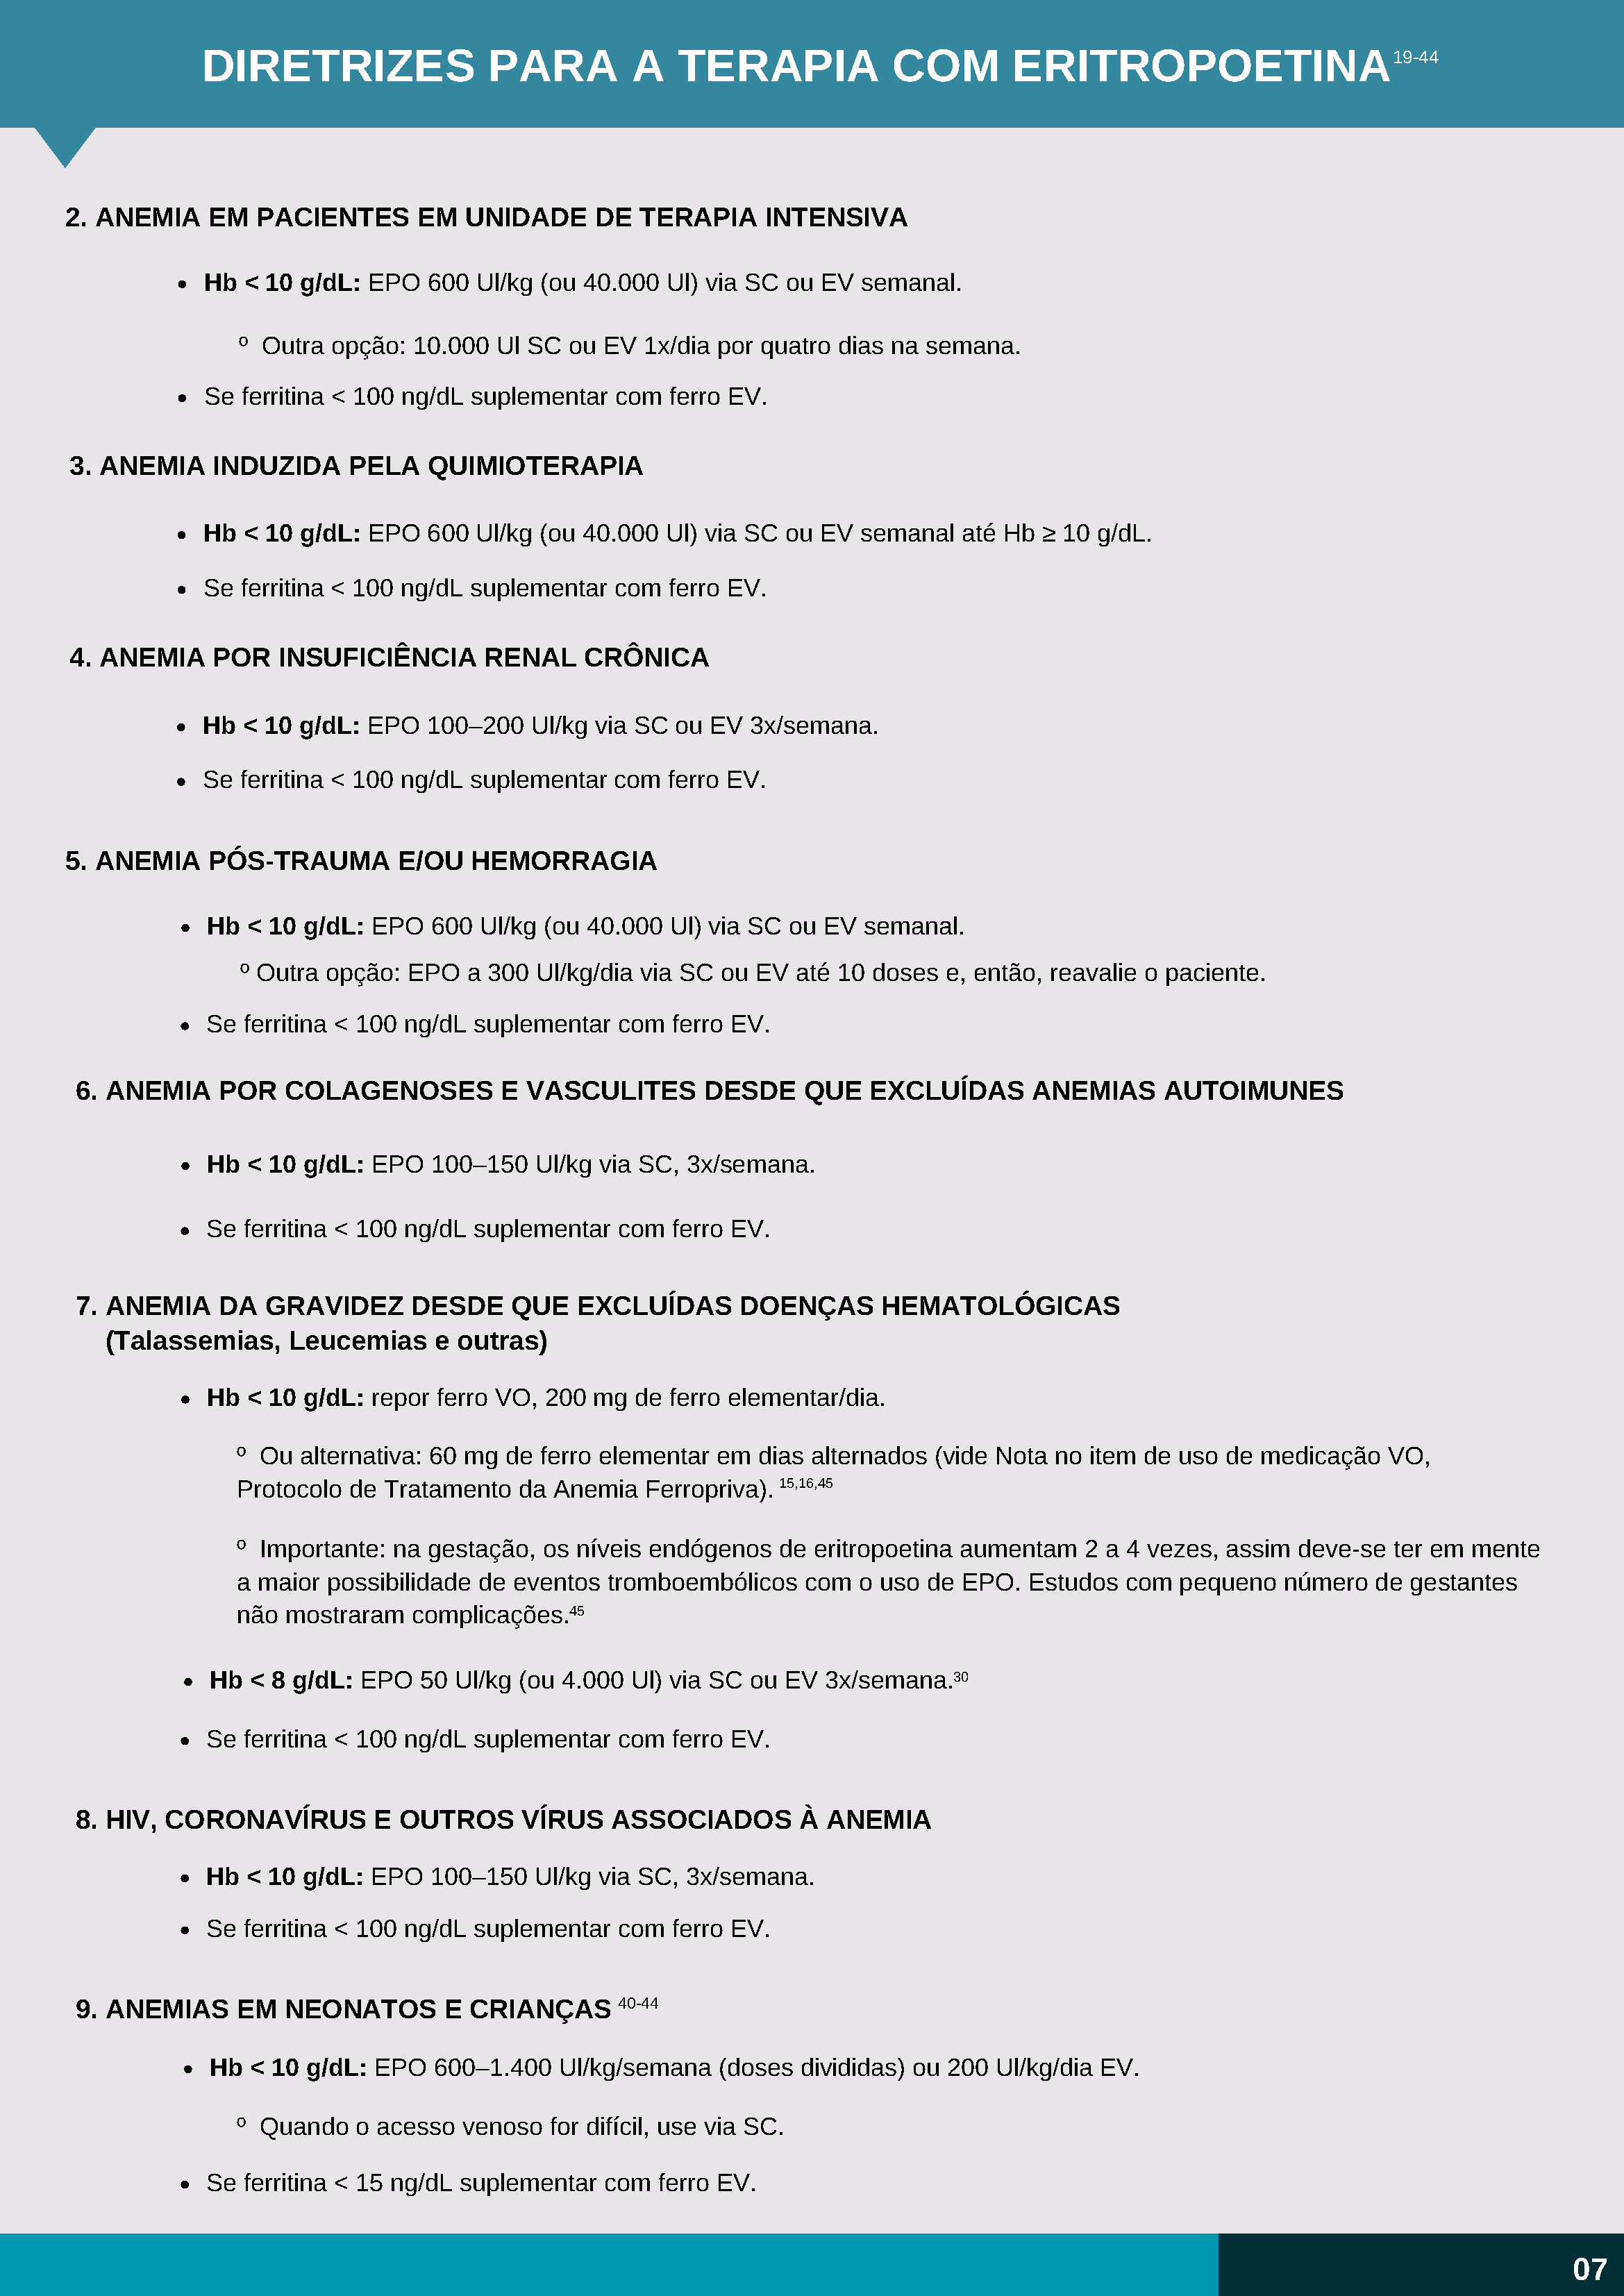 DIRETRIZES PARA A TERAPIA COM ERITROPOETINA19-44
2. ANEMIA EM PACIENTES EM UNIDADE DE TERAPIA INTENSIVA
• Hb < 10 g/dL: EPO 600 Ul/kg (ou 40.000 Ul) via SC ou EV semanal.
º Outra opção: 10.000 Ul SC ou EV 1x/dia por quatro dias na semana.
• Se ferritina < 100 ng/dL suplementar com ferro EV.
3. ANEMIA INDUZIDA PELA QUIMIOTERAPIA
• Hb < 10 g/dL: EPO 600 Ul/kg (ou 40.000 Ul) via SC ou EV semanal até Hb ≥ 10 g/dL.
• Se ferritina < 100 ng/dL suplementar com ferro EV.
4. ANEMIA POR INSUFICIÊNCIA RENAL CRÔNICA
• Hb < 10 g/dL: EPO 100–200 Ul/kg via SC ou EV 3x/semana.
• Se ferritina < 100 ng/dL suplementar com ferro EV.
5. ANEMIA PÓS-TRAUMA E/OU HEMORRAGIA
• Hb < 10 g/dL: EPO 600 Ul/kg (ou 40.000 Ul) via SC ou EV semanal.
º Outra opção: EPO a 300 Ul/kg/dia via SC ou EV até 10 doses e, então, reavalie o paciente.
• Se ferritina < 100 ng/dL suplementar com ferro EV.
6. ANEMIA POR COLAGENOSES E VASCULITES DESDE QUE EXCLUÍDAS ANEMIAS AUTOIMUNES
• Hb < 10 g/dL: EPO 100–150 Ul/kg via SC, 3x/semana.
• Se ferritina < 100 ng/dL suplementar com ferro EV.
7. ANEMIA DA GRAVIDEZ DESDE QUE EXCLUÍDAS DOENÇAS HEMATOLÓGICAS
(Talassemias, Leucemias e outras)
• Hb < 10 g/dL: repor ferro VO, 200 mg de ferro elementar/dia.
º Ou alternativa: 60 mg de ferro elementar em dias alternados (vide Nota no item de uso de medicação VO,
Protocolo de Tratamento da Anemia Ferropriva). 15,16,45
º Importante: na gestação, os níveis endógenos de eritropoetina aumentam 2 a 4 vezes, assim deve-se ter em mente
a maior possibilidade de eventos tromboembólicos com o uso de EPO. Estudos com pequeno número de gestantes
não mostraram complicações.45
• Hb < 8 g/dL: EPO 50 Ul/kg (ou 4.000 Ul) via SC ou EV 3x/semana.30
• Se ferritina < 100 ng/dL suplementar com ferro EV.
8. HIV, CORONAVÍRUS E OUTROS VÍRUS ASSOCIADOS À ANEMIA
• Hb < 10 g/dL: EPO 100–150 Ul/kg via SC, 3x/semana.
• Se ferritina < 100 ng/dL suplementar com ferro EV.
9. ANEMIAS EM NEONATOS E CRIANÇAS 40-44
• Hb < 10 g/dL: EPO 600–1.400 Ul/kg/semana (doses divididas) ou 200 Ul/kg/dia EV.
º Quando o acesso venoso for difícil, use via SC.
• Se ferritina < 15 ng/dL suplementar com ferro EV.
07